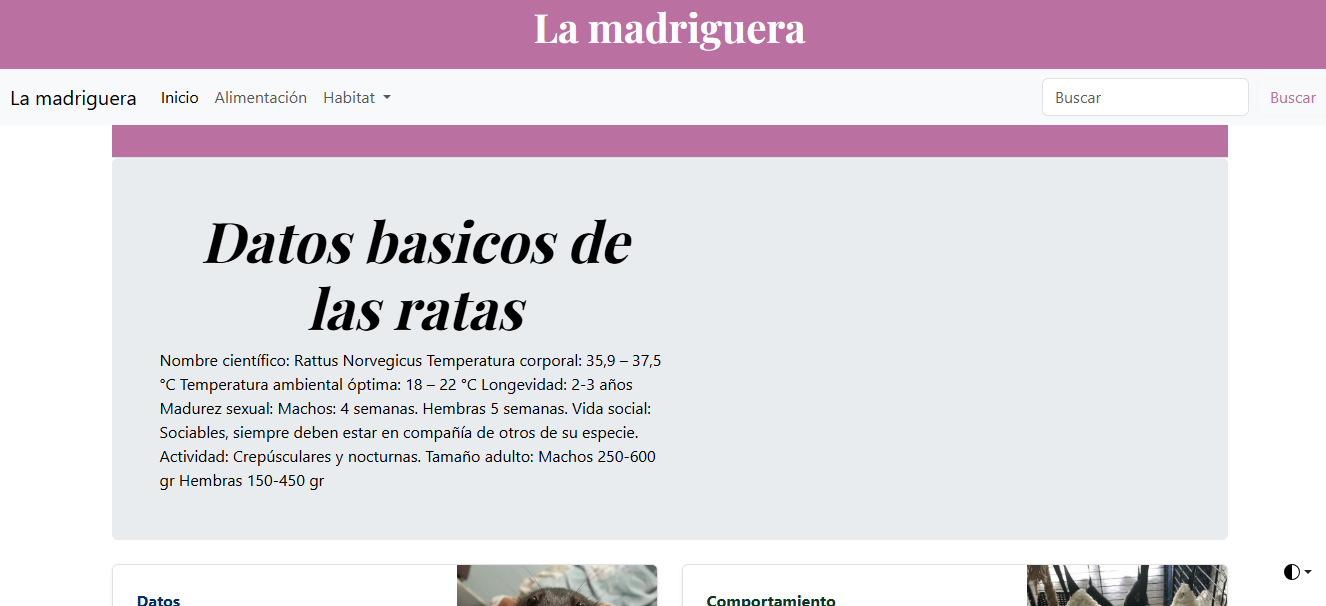 La madriguera
La madriguera Inicio Alimentación Habitat Buscar Buscar
Datos basicos de
las ratas
Nombre científico: Rattus Norvegicus Temperatura corporal: 35,9 – 37,5
°C Temperatura ambiental óptima: 18 – 22 °C Longevidad: 2-3 años
Madurez sexual: Machos: 4 semanas. Hembras 5 semanas. Vida social:
Sociables, siempre deben estar en compañía de otros de su especie.
Actividad: Crepúsculares y nocturnas. Tamaño adulto: Machos 250-600
gr Hembras 150-450 gr
Datos
Comportamiento